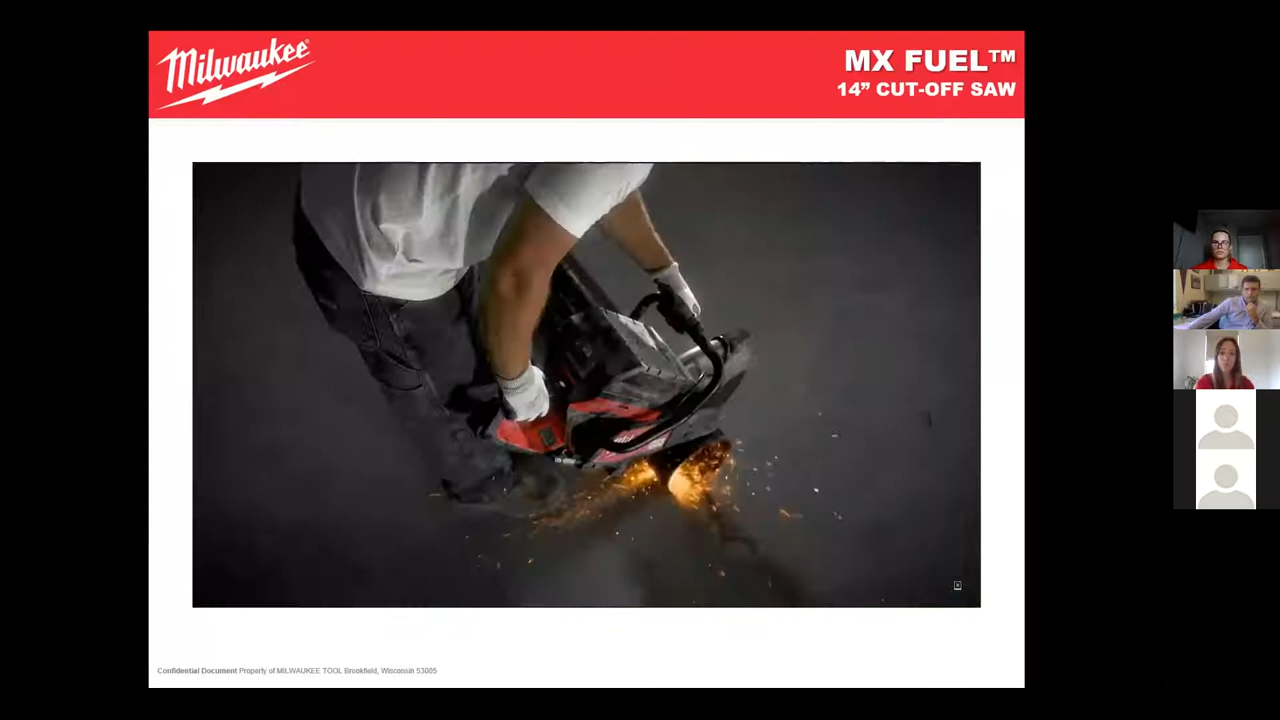 Milwaukee
MX FUEL™
14” CUT-OFF SAW
Confidential Document Property of MILWAUKEE TOOL Brookfield, Wisconsin 53005